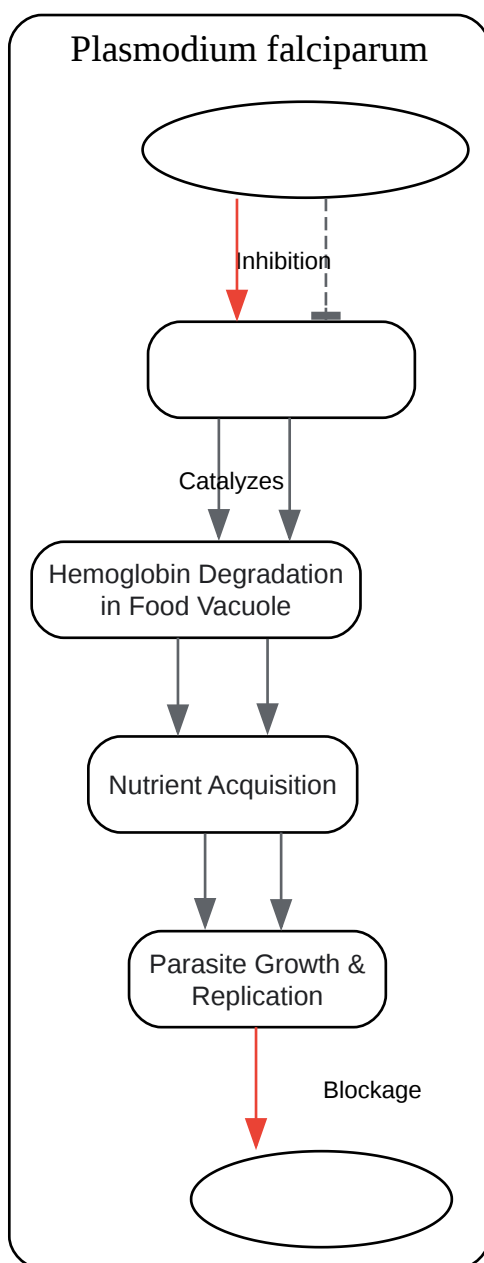 Plasmodium falciparum
Inhibition
Catalyzes
Hemoglobin Degradation
in Food Vacuole
Nutrient Acquisition
Parasite Growth &
Replication
Blockage